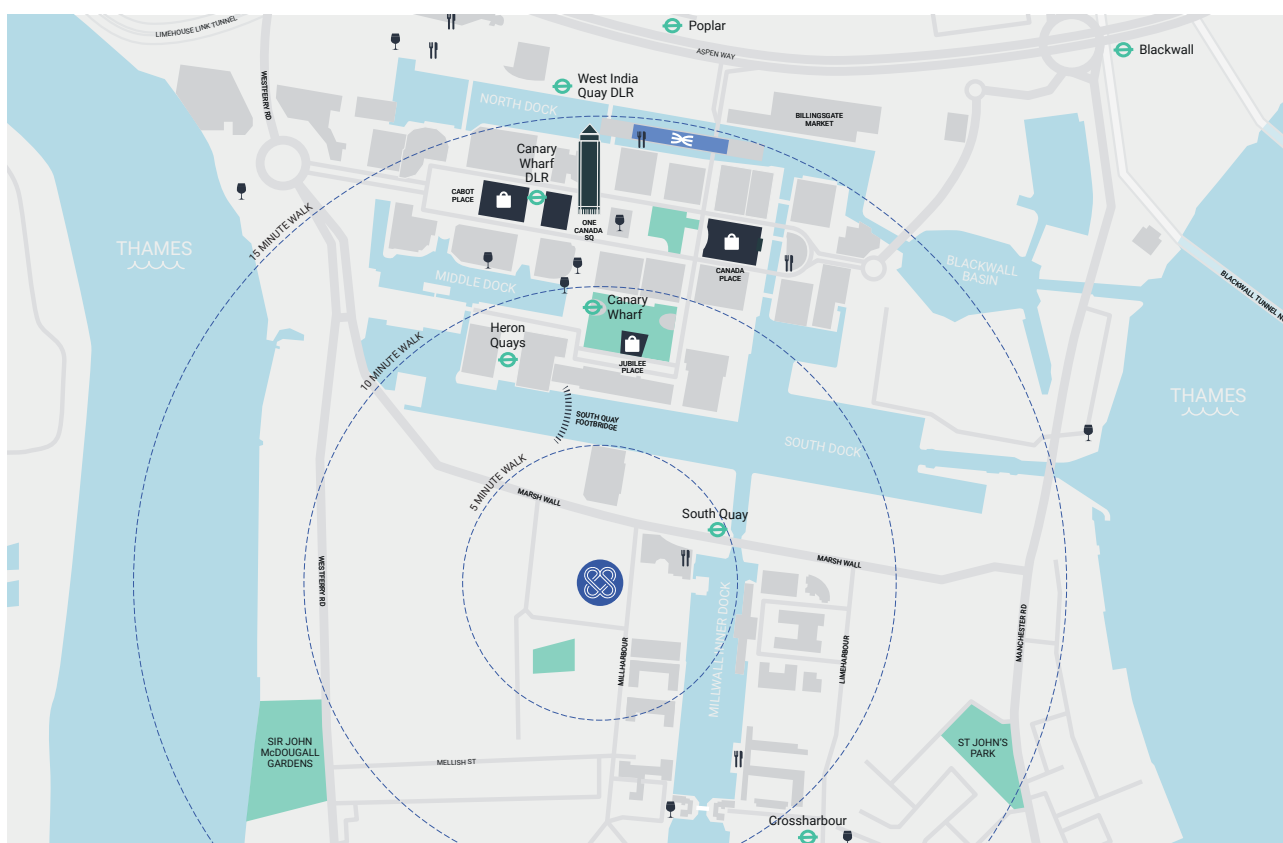 LIMEHOUSE LINK TUNNEL
Poplar
ASPEN WAY
Blackwall
WESTFERRY RD
West India
Quay DLR
NORTH DOCK
BILLINGSGATE
MARKET
Canary
Wharf
DLR
CABOT
PLACE
ONE
CANADA
SQ
CANADA
PLACE
15 MINUTE WALK
THAMES
MIDDLE DOCK
BLACKWALL
BASIN
Canary
Wharf
Heron
Quays
JUBILEE
PLACE
10 MINUTE WALK
THAMES
SOUTH QUAY
FOOTBRIDGE
SOUTH DOCK
5 MINUTE WALK
MARSH WALL
South Quay
MARSH WALL
WESTFERRY RD
MILLWALL INNER DOCK
MILLHARBOUR
LIMEHARBOUR
MANCHESTER RD
SIR JOHN
McDOUGALL
GARDENS
MELLISH ST
ST JOHN'S
PARK
Crossharbour
BLACKWALL TUNNEL